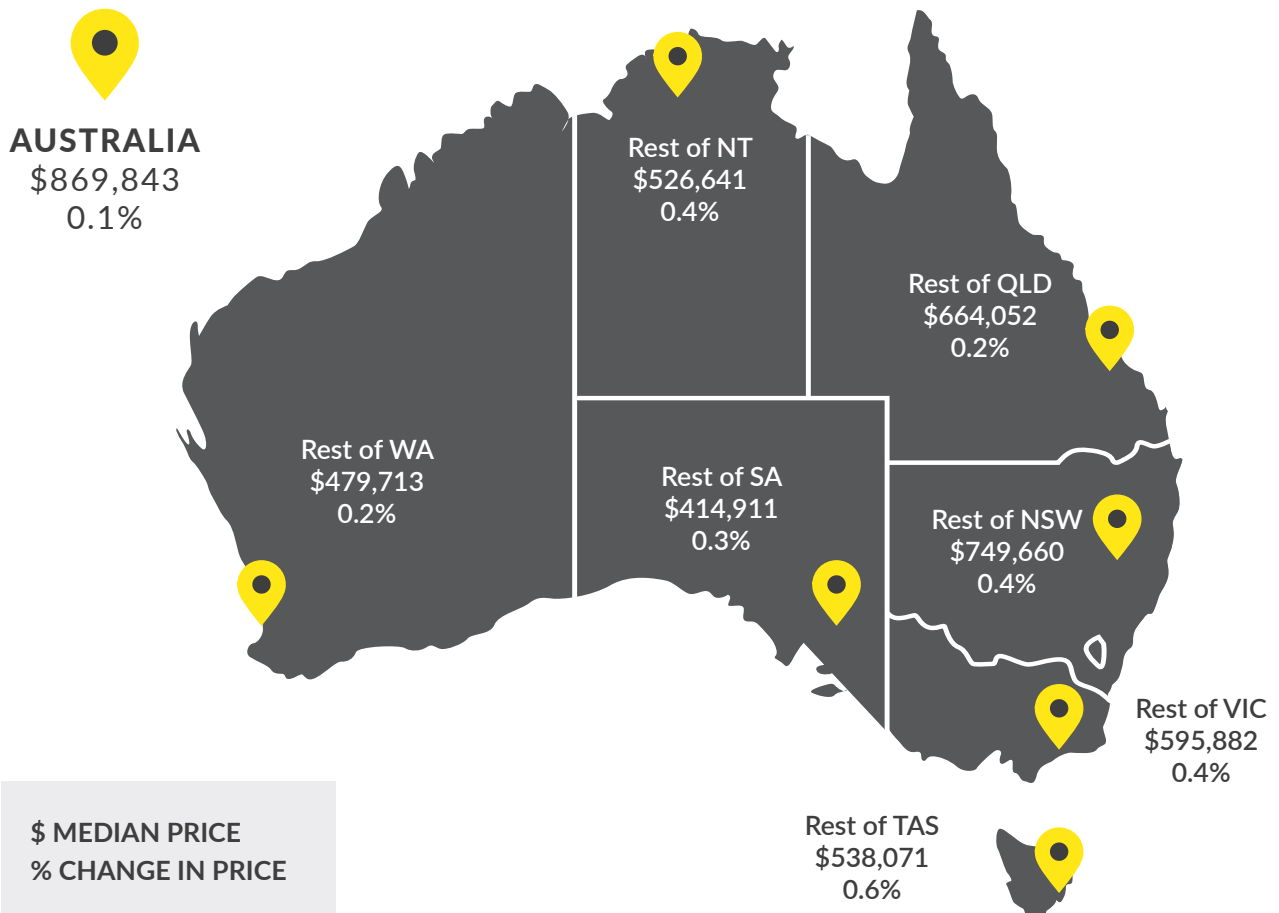 AUSTRALIA
$869,843
0.1%
Rest of NT
$526,641
0.4%
Rest of QLD
$664,052
0.2%
Rest of WA
$479,713
0.2%
Rest of SA
$414,911
0.3%
Rest of NSW
$749,660
0.4%
Rest of VIC
$595,882
0.4%
Rest of TAS
$538,071
0.6%
$ MEDIAN PRICE
% CHANGE IN PRICE